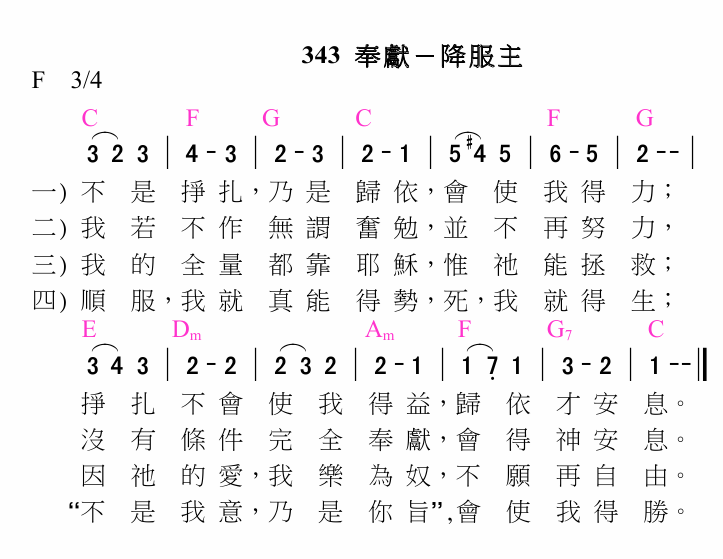 343 奉獻－降服主
F 3/4
C F G C F G
3 2 3 | 4 - 3 | 2 - 3 | 2 - 1 | 5 #4 5 | 6 - 5 | 2 - - |
一) 不 是 掙 扎，乃 是 歸 依，會 使 我 得 力；
二) 我 若 不 作 無 謂 奮 勉，並 不 再 努 力，
三) 我 的 全 量 都 靠 耶 穌，惟 祂 能 拯 救；
四) 順 服，我 就 真 能 得 勢，死，我 就 得 生；
E Dm Am F G7 C
3 4 3 | 2 - 2 | 2 3 2 | 2 - 1 | 1 7̣ 1 | 3 - 2 | 1 - - ||
掙 扎 不 會 使 我 得 益，歸 依 才 安 息。
沒 有 條 件 完 全 奉 獻，會 得 神 安 息。
因 祂 的 愛，我 樂 為 奴，不 願 再 自 由。
“不 是 我 意，乃 是 你 旨”,會 使 我 得 勝。